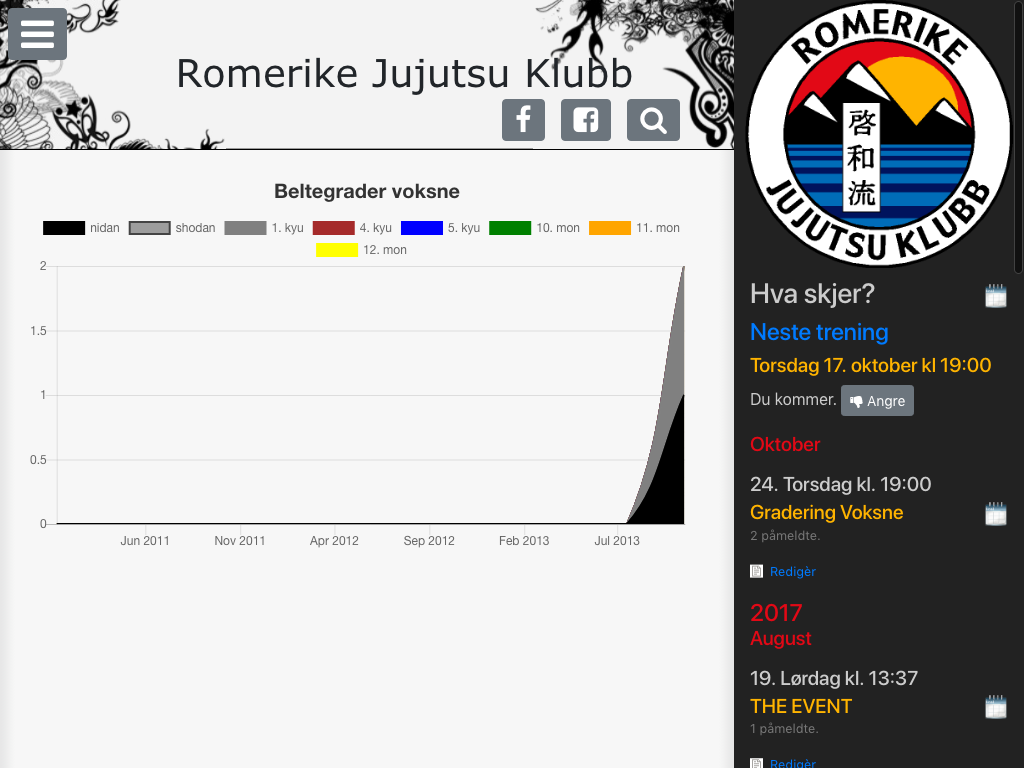 Romerike Jujutsu Klubb
Beltegrader voksne
nidan shodan 1. kyu 4. kyu 5. kyu 10. mon 11. mon
12. mon
2
1.5
1
0.5
0
Jun 2011 Nov 2011 Apr 2012 Sep 2012 Feb 2013 Jul 2013
ROMERIKE
啓和流
JUJUTSU KLUBB
Hva skjer?
Neste trening
Torsdag 17. oktober kl 19:00
Du kommer. Angre
Oktober
24. Torsdag kl. 19:00
Gradering Voksne
2 påmeldte.
Redigèr
2017
August
19. Lørdag kl. 13:37
THE EVENT
1 påmeldte.
Redigèr